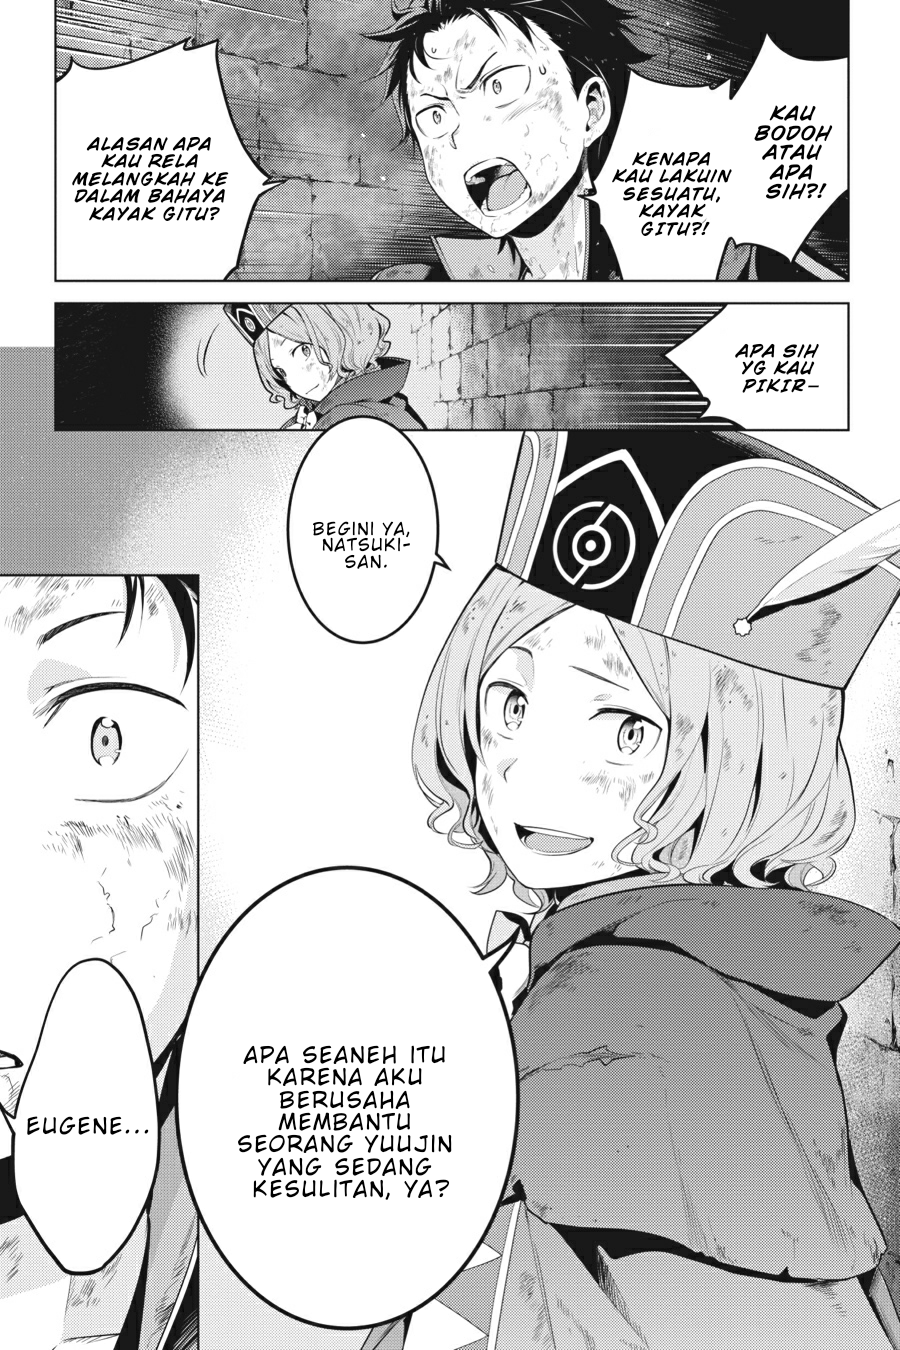 KAU
BODOH
ATAU
APA
SIH?!
KENAPA
KAU LAKUIN
SESUATU,
KAYAK
GITU?!
ALASAN APA
KAU RELA
MELANGKAH KE
DALAM BAHAYA
KAYAK GITU?
APA SIH
YG KAU
PIKIR–
BEGINI YA,
NATSUKI-
SAN.
APA SEANEH ITU
KARENA AKU
BERUSAHA
MEMBANTU
SEORANG YUUJIN
YANG SEDANG
KESULITAN, YA?
EUGENE...